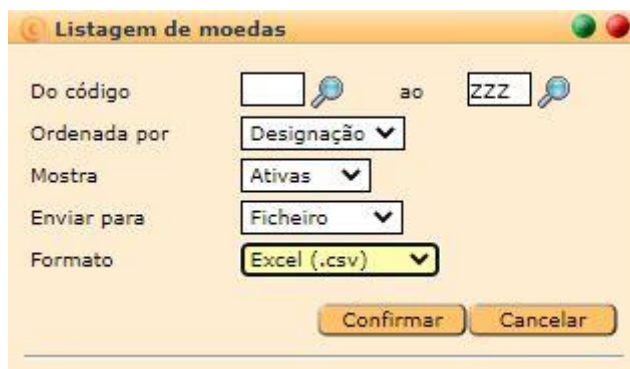 Listagem de moedas
Do código ao ZZZ
Ordenada por Designação
Mostra Ativas
Enviar para Ficheiro
Formato Excel (.csv)
Confirmar Cancelar